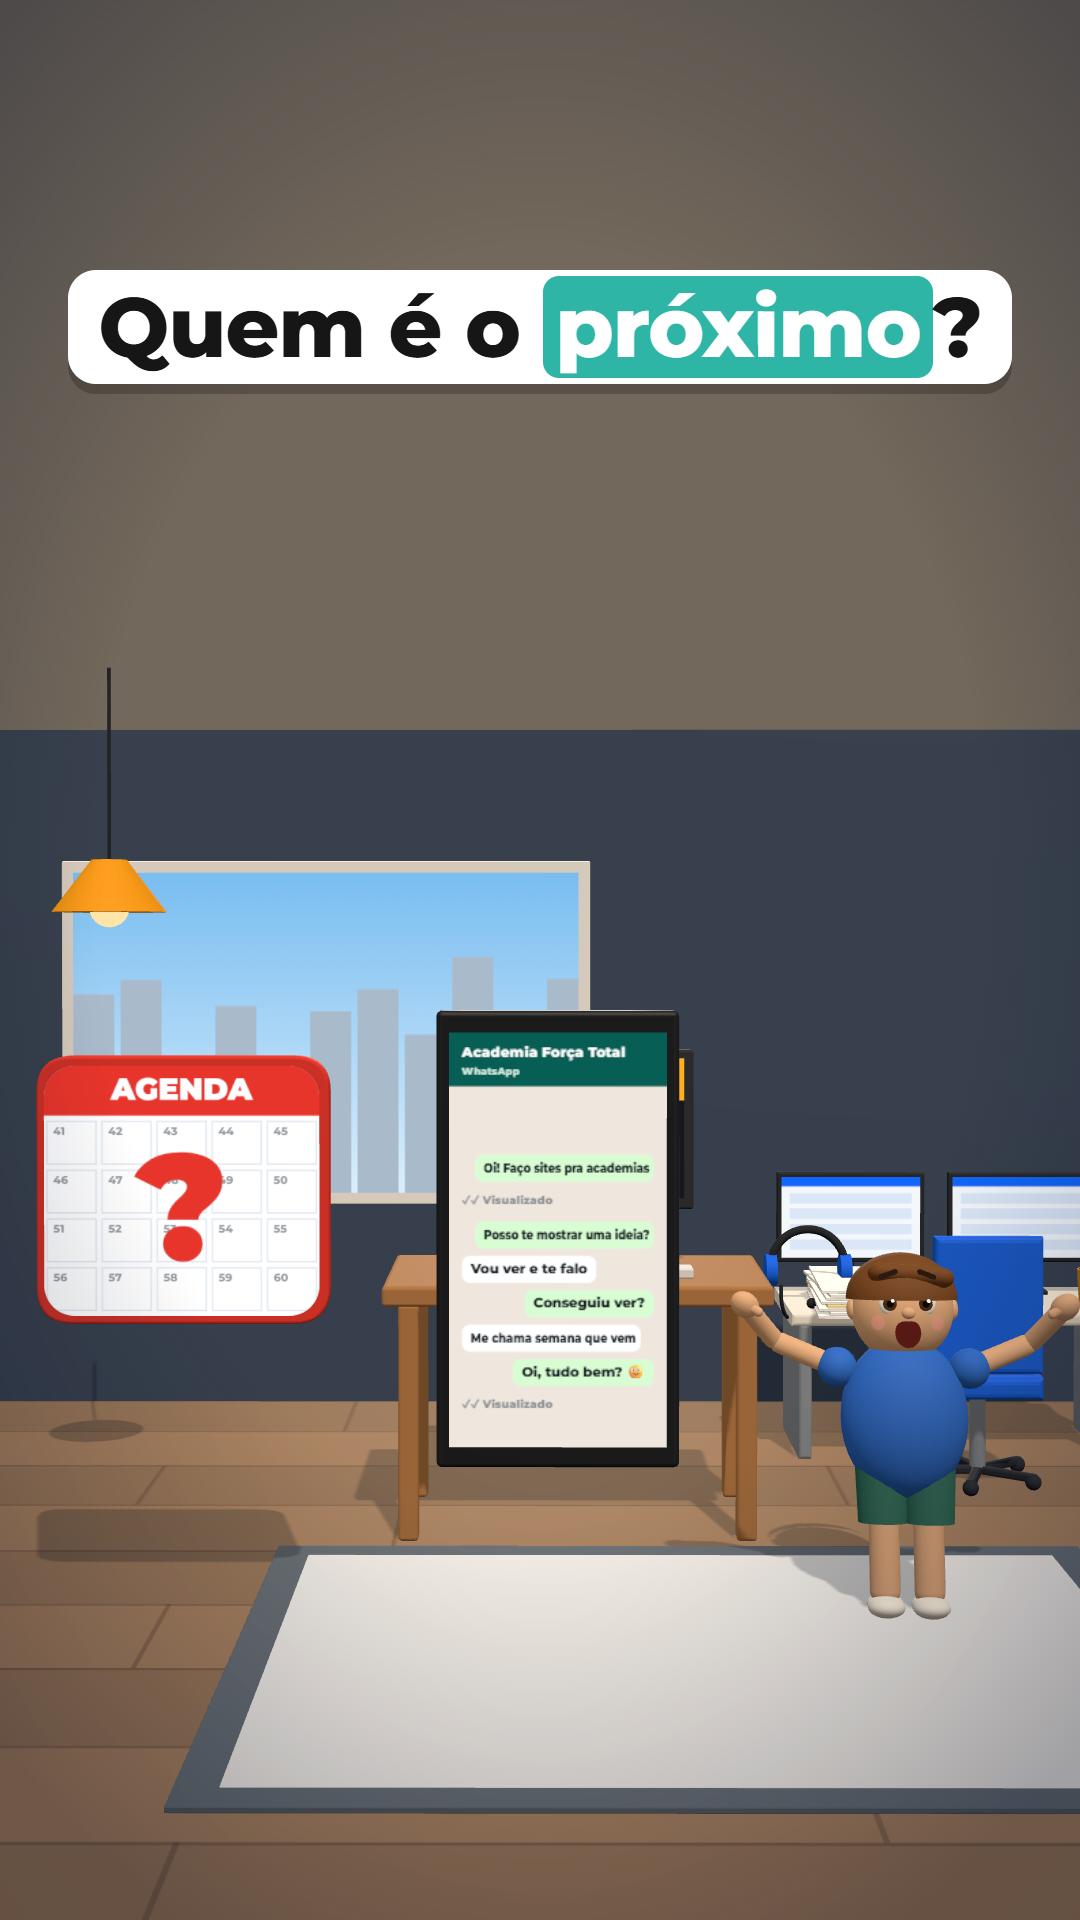 Quem é o próximo?
AGENDA
41 42 43 44 45
46 47 49 50
51 52 53 54 55
56 57 58 59 60
Academia Força Total
WhatsApp
Oi! Faço sites pra academias
✓✓ Visualizado
Posso te mostrar uma ideia?
Vou ver e te falo
Conseguiu ver?
Me chama semana que vem
Oi, tudo bem?
✓✓ Visualizado